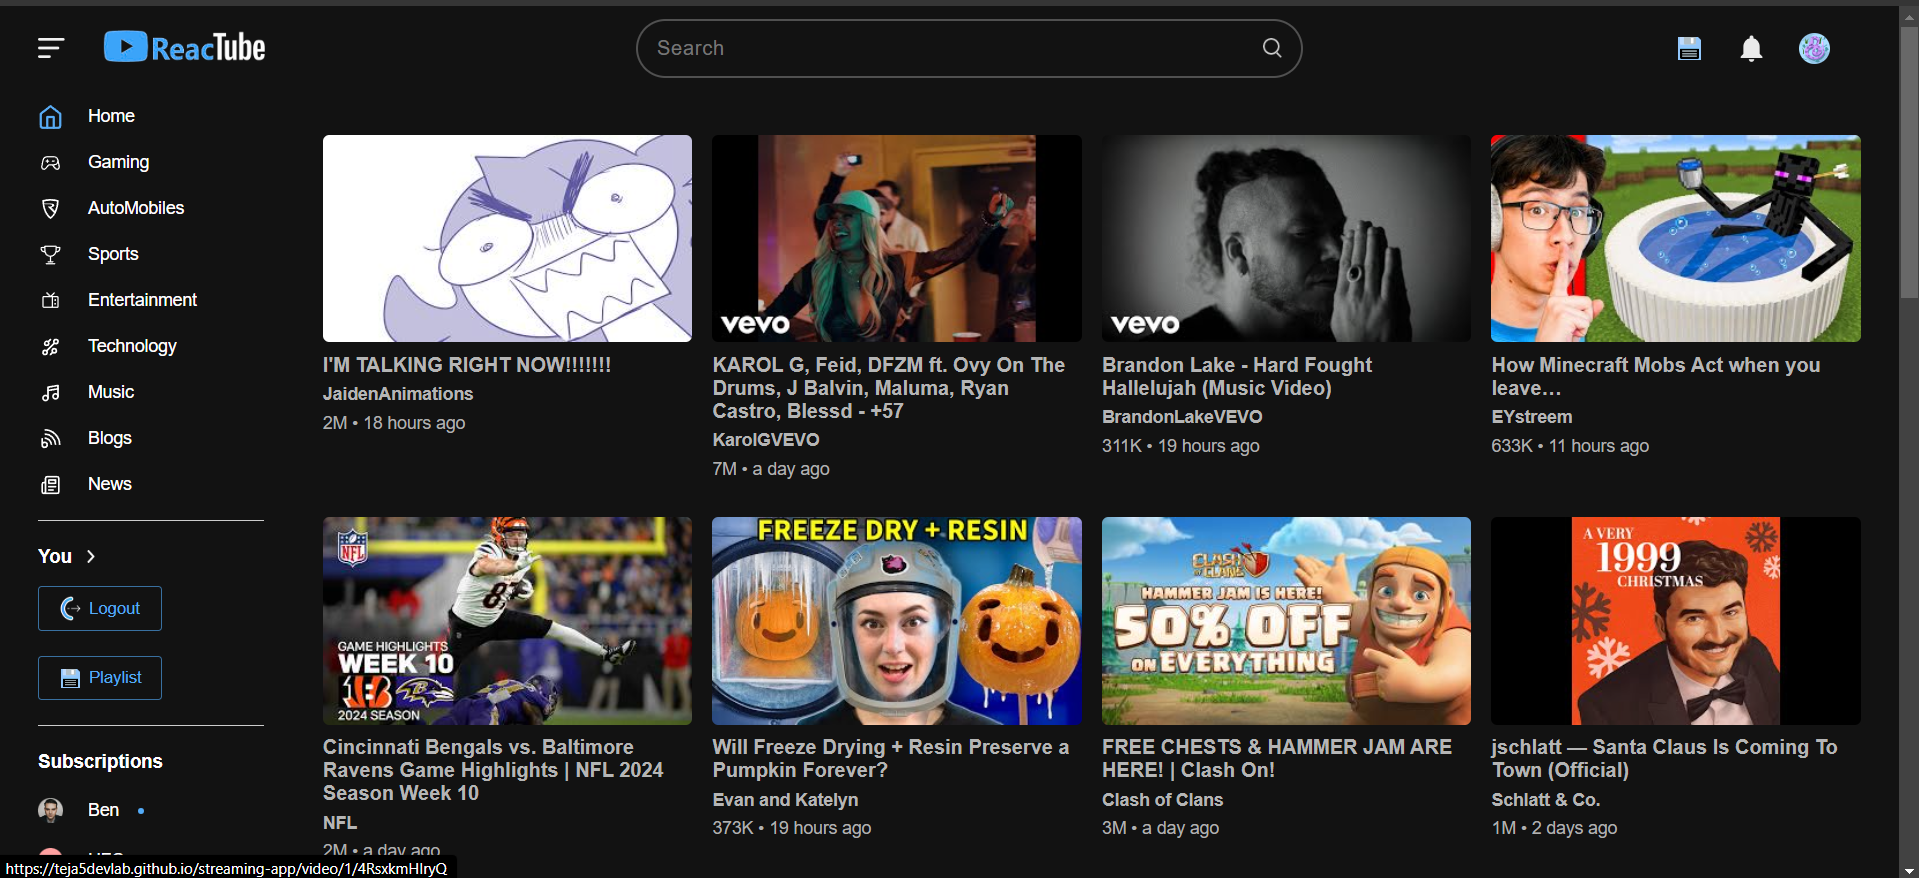 ReacTube
Search
Home
Gaming
AutoMobiles
Sports
Entertainment
Technology
Music
Blogs
News
You
Logout
Playlist
Subscriptions
Ben
I'M TALKING RIGHT NOW!!!!!!!
JaidenAnimations
2M • 18 hours ago
vevo
KAROL G, Feid, DFZM ft. Ovy On The
Drums, J Balvin, Maluma, Ryan
Castro, Blessd - +57
KarolGVEVO
7M • a day ago
vevo
Brandon Lake - Hard Fought
Hallelujah (Music Video)
BrandonLakeVEVO
311K • 19 hours ago
How Minecraft Mobs Act when you
leave...
EYstreem
633K • 11 hours ago
NFL
GAME HIGHLIGHTS
WEEK 10
2024 SEASON
Cincinnati Bengals vs. Baltimore
Ravens Game Highlights | NFL 2024
Season Week 10
NFL
2M • a day ago
FREEZE DRY + RESIN
Will Freeze Drying + Resin Preserve a
Pumpkin Forever?
Evan and Katelyn
373K • 19 hours ago
CLASH OF CLANS
HAMMER JAM IS HERE!
50% OFF
ON EVERYTHING
FREE CHESTS & HAMMER JAM ARE
HERE! | Clash On!
Clash of Clans
3M • a day ago
A VERY
1999
CHRISTMAS
jschlatt — Santa Claus Is Coming To
Town (Official)
Schlatt & Co.
1M • 2 days ago
https://teja5devlab.github.io/streaming-app/video/1/4RsxkmHIryQ